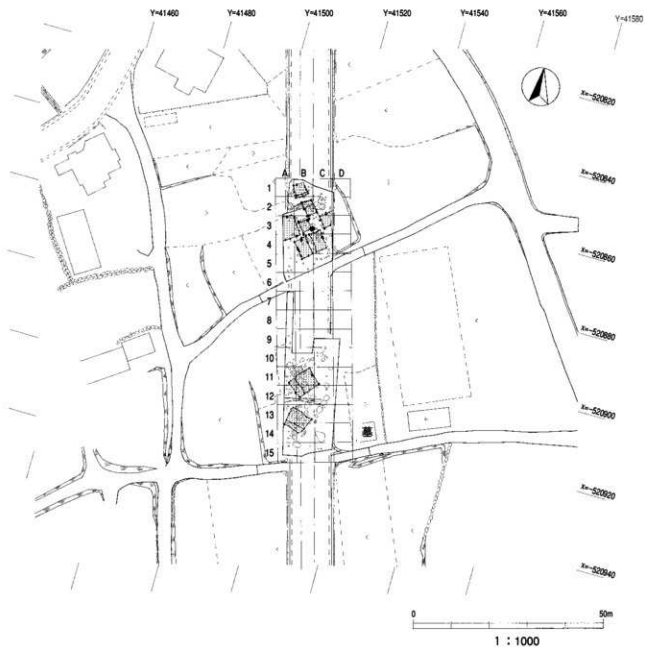 Y=41460
Y=41480
Y=41500
Y=41520
Y=41540
Y=41560
Y=41580
X=-520820
X=-520840
X=-520860
X=-520880
X=-520900
X=-520920
X=-520940
A B C D
1
2
3
4
5
6
7
8
9
10
11
12
13
14
15
墓
0 50m
1 : 1000